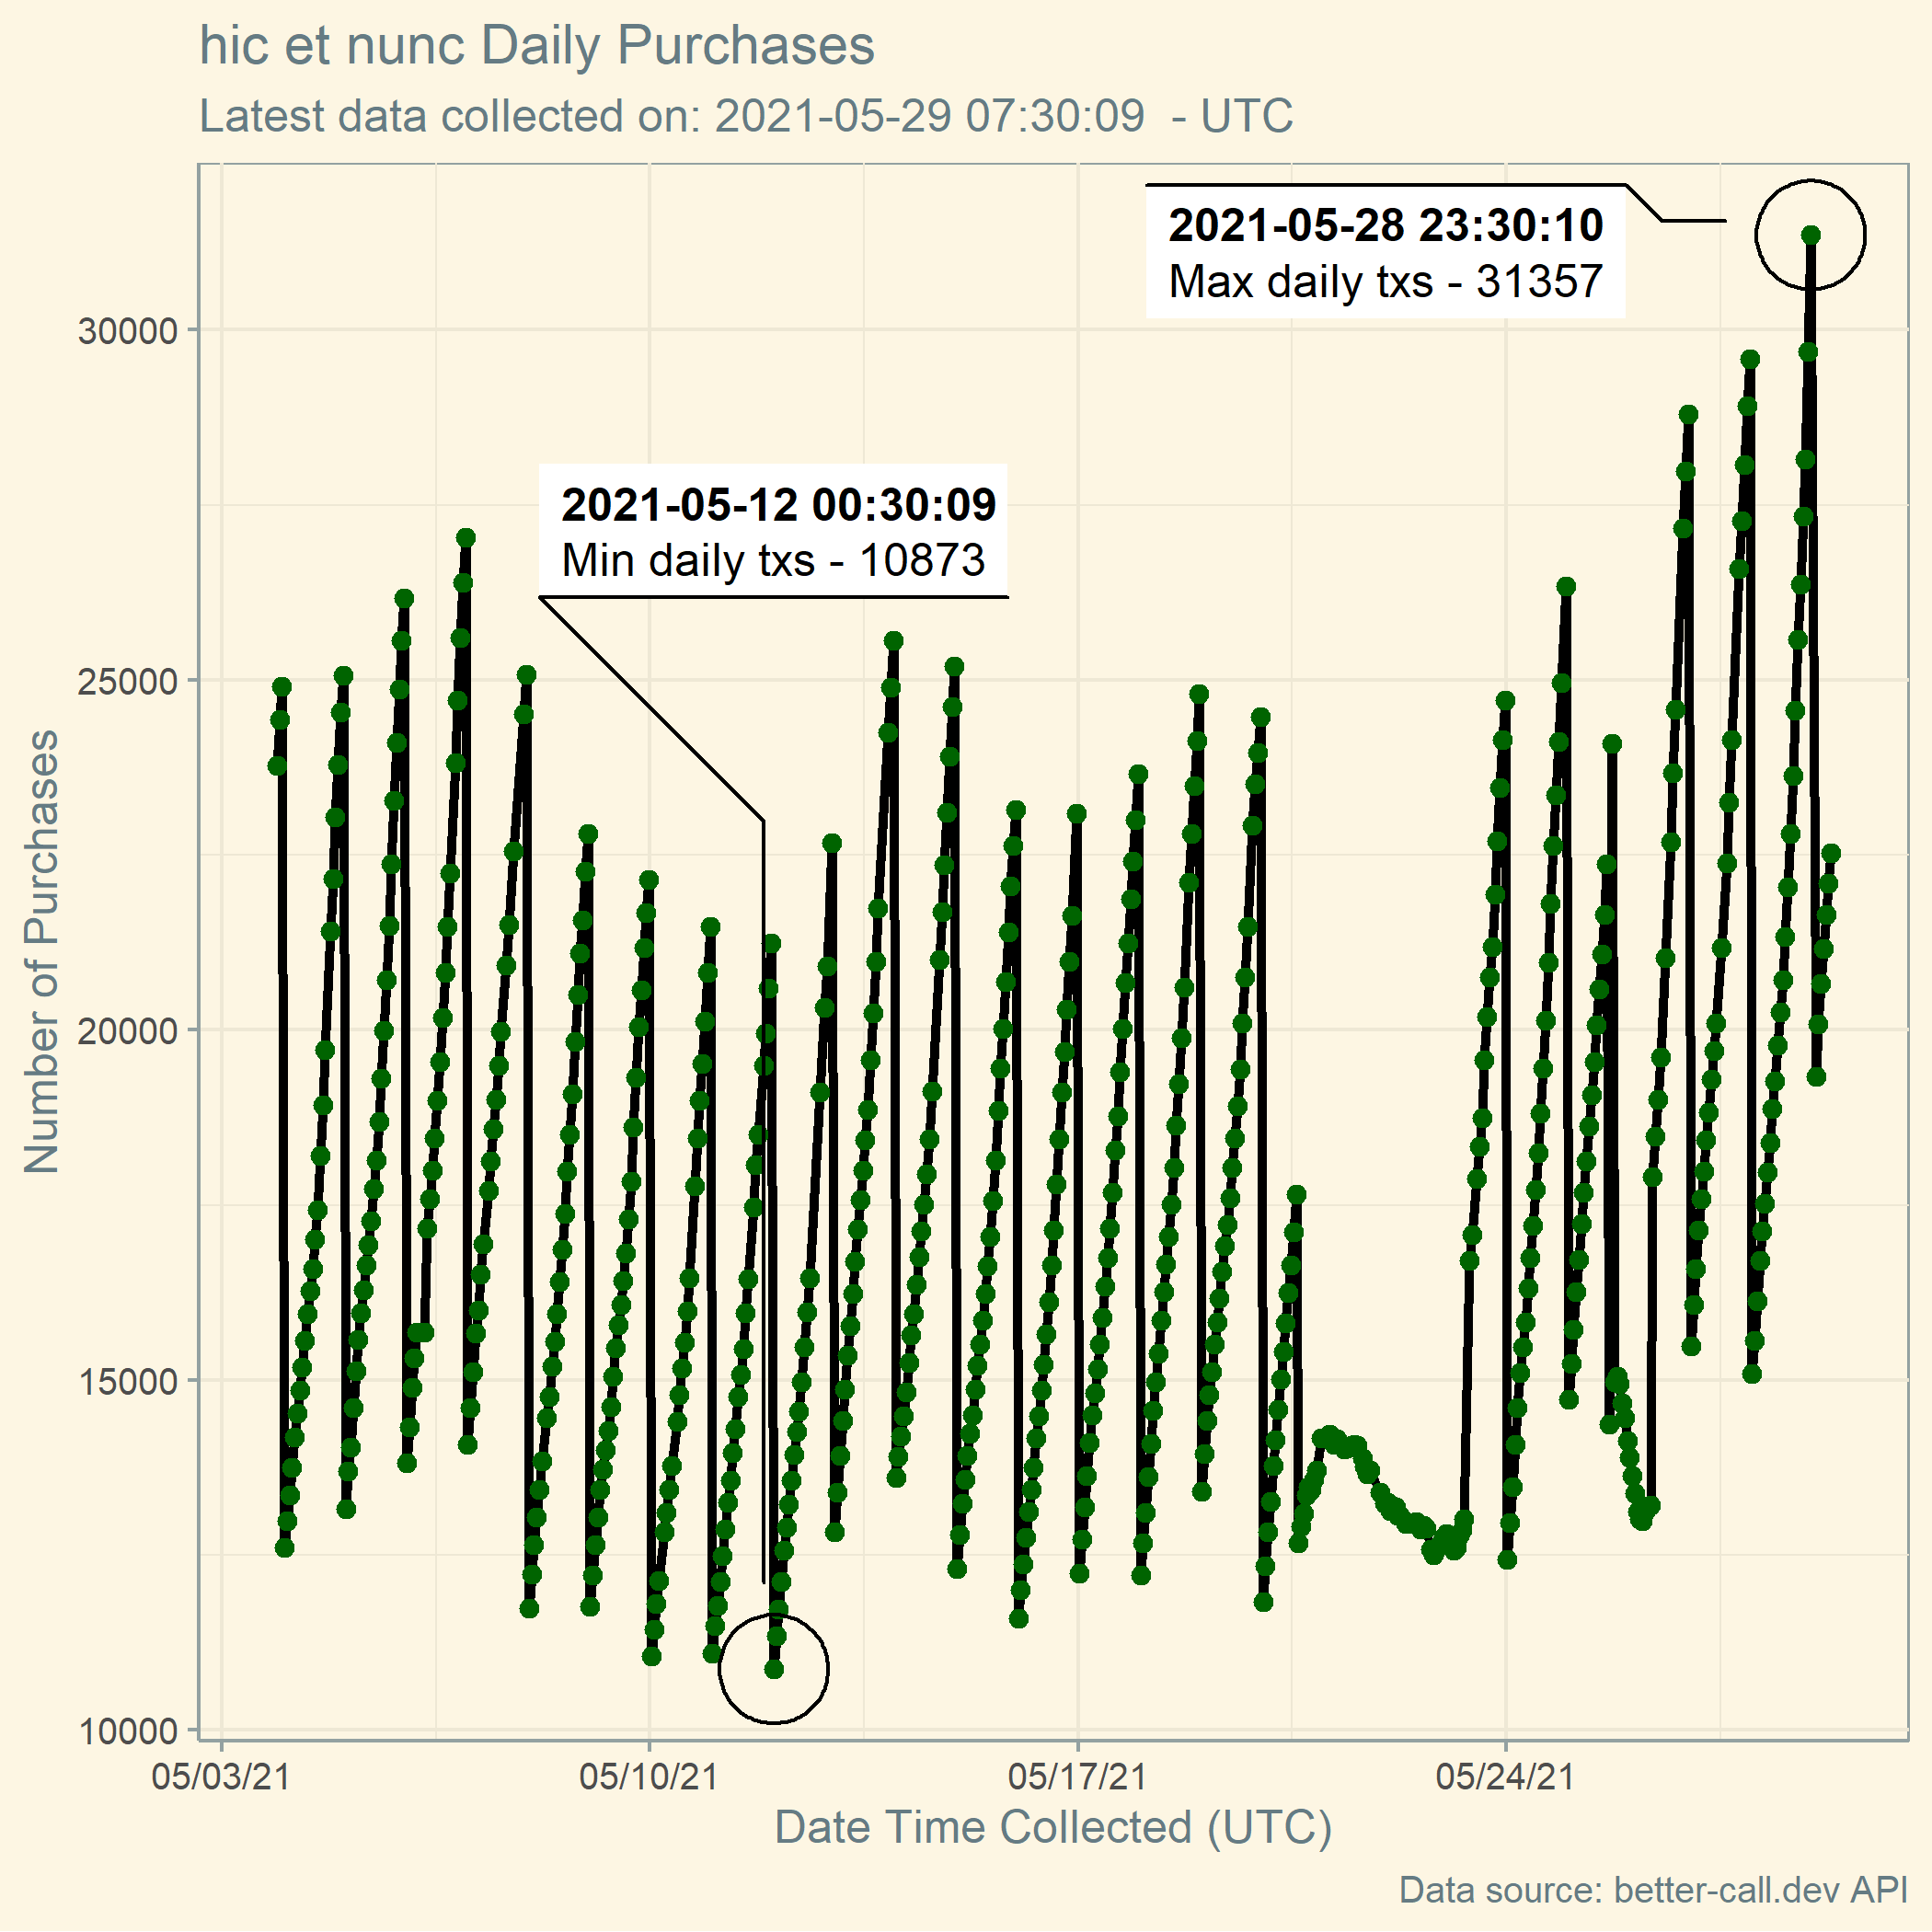 hic et nunc Daily Purchases
Latest data collected on: 2021-05-29 07:30:09  - UTC
2021-05-28 23:30:10
Max daily txs - 31357
2021-05-12 00:30:09
Min daily txs - 10873
Number of Purchases
30000
25000
20000
15000
10000
05/03/21
05/10/21
05/17/21
05/24/21
Date Time Collected (UTC)
Data source: better-call.dev API